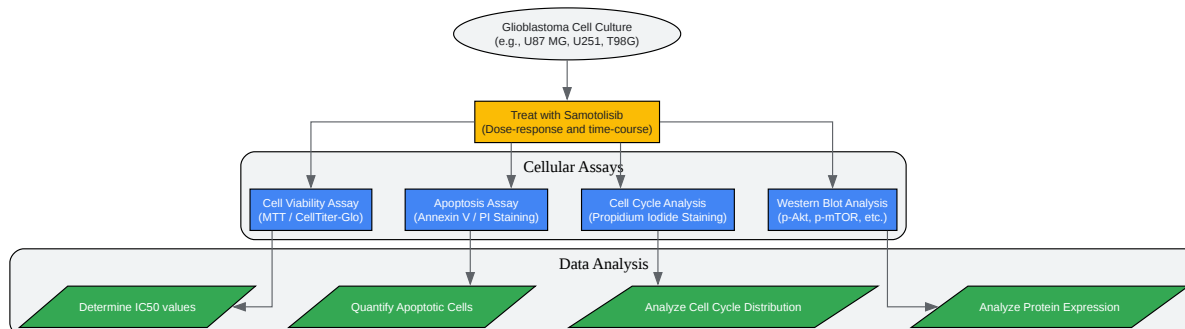 Glioblastoma Cell Culture
(e.g., U87 MG, U251, T98G)
Treat with Samotolisib
(Dose-response and time-course)
Cellular Assays
Cell Viability Assay
(MTT / CellTiter-Glo)
Apoptosis Assay
(Annexin V / PI Staining)
Cell Cycle Analysis
(Propidium Iodide Staining)
Western Blot Analysis
(p-Akt, p-mTOR, etc.)
Data Analysis
Determine IC50 values
Quantify Apoptotic Cells
Analyze Cell Cycle Distribution
Analyze Protein Expression